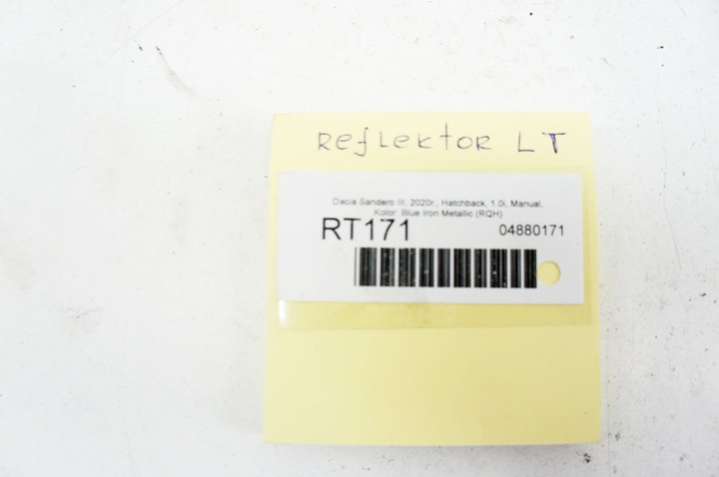 Reflektor LT
Dacia Sandero III, 2020r., Hatchback, 1.0i, Manual,
Kolor: Blue Iron Metallic (RQH)
RT171 04880171